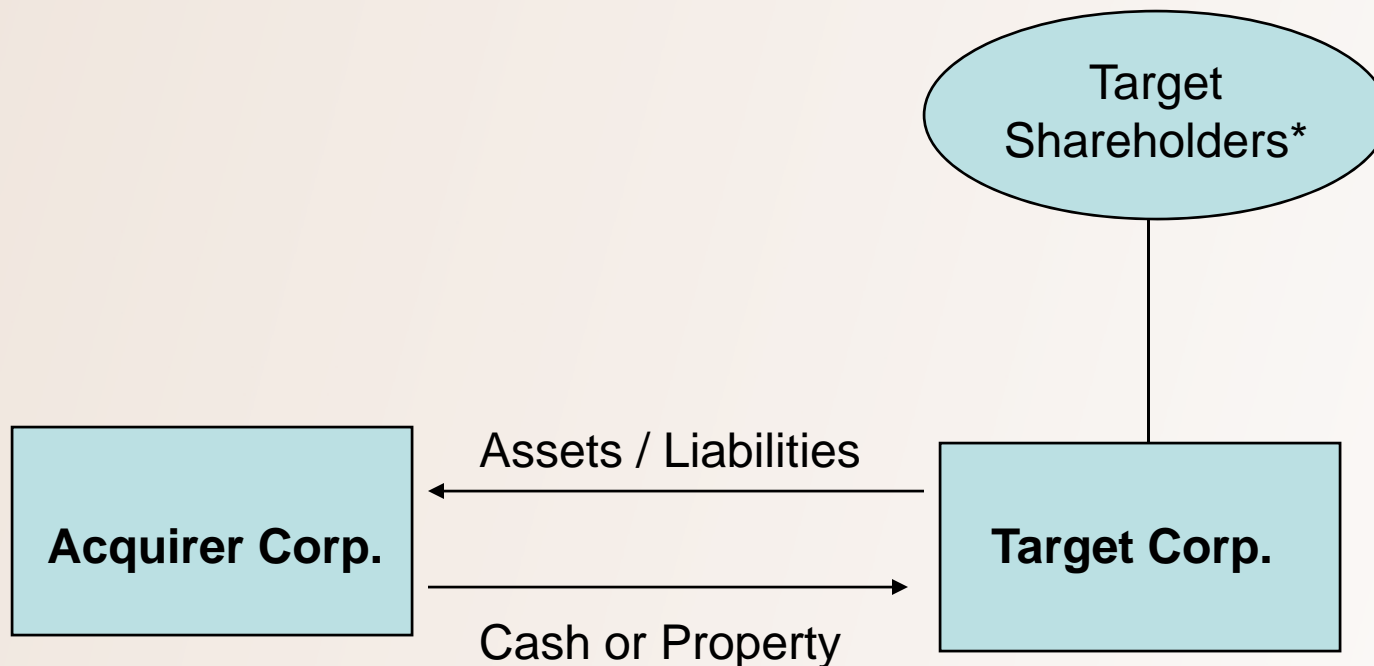 Target
Shareholders*
Assets / Liabilities
Acquirer Corp.
Target Corp.
Cash or Property